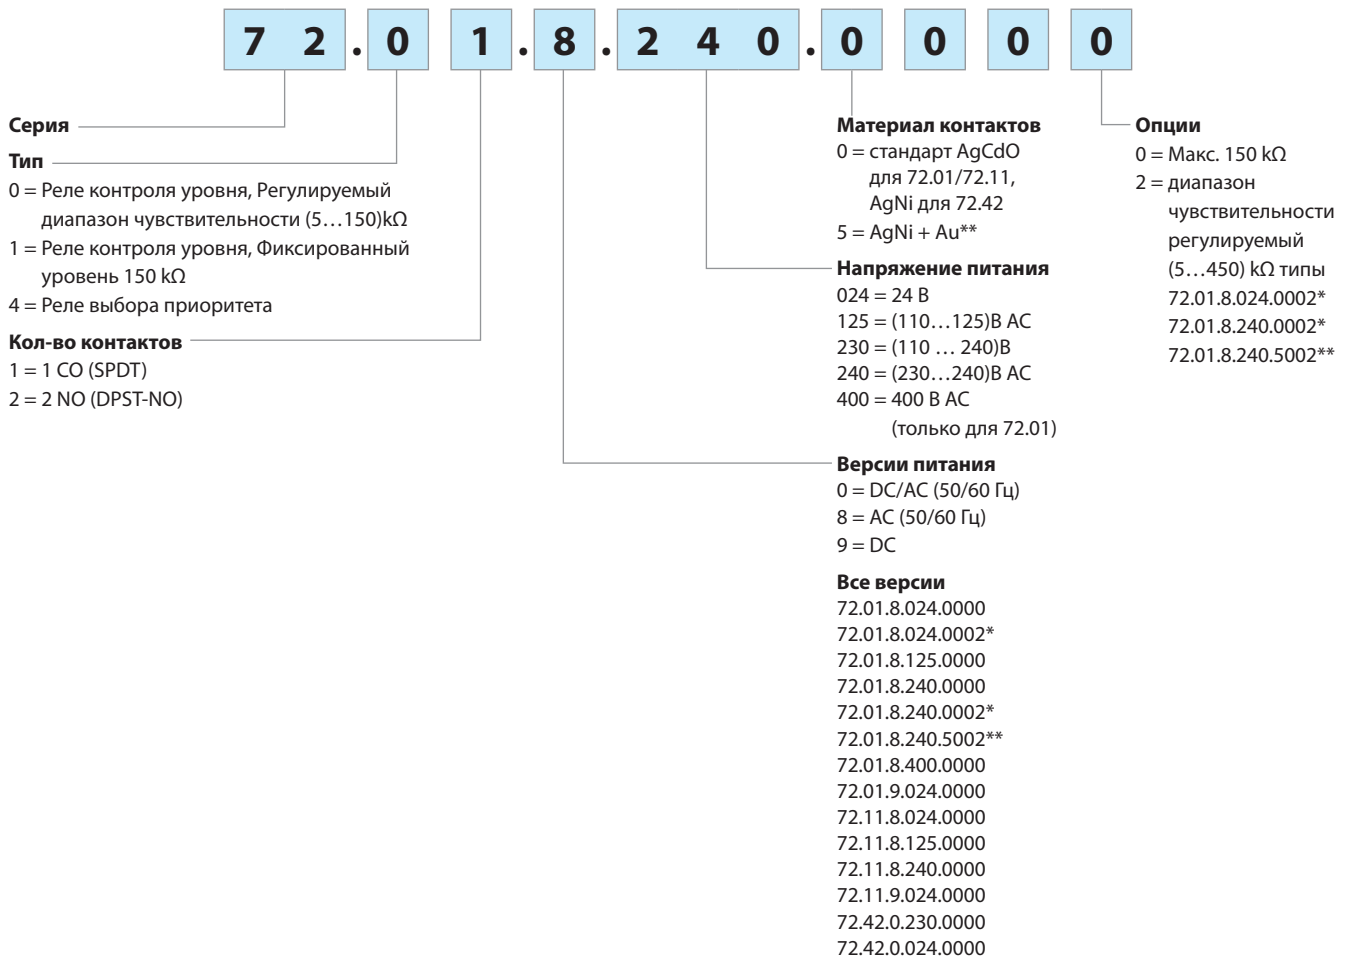 7 2 . 0 1 . 8 . 2 4 0 . 0 0 0 0
Серия
Тип
0 = Реле контроля уровня, Регулируемый
диапазон чувствительности (5…150)kΩ
1 = Реле контроля уровня, Фиксированный
уровень 150 kΩ
4 = Реле выбора приоритета
Кол-во контактов
1 = 1 CO (SPDT)
2 = 2 NO (DPST-NO)
Материал контактов
0 = стандарт AgCdO
для 72.01/72.11,
AgNi для 72.42
5 = AgNi + Au**
Напряжение питания
024 = 24 В
125 = (110…125)В AC
230 = (110 … 240)В
240 = (230…240)В AC
400 = 400 В AC
(только для 72.01)
Версии питания
0 = DC/AC (50/60 Гц)
8 = AC (50/60 Гц)
9 = DC
Все версии
72.01.8.024.0000
72.01.8.024.0002*
72.01.8.125.0000
72.01.8.240.0000
72.01.8.240.0002*
72.01.8.240.5002**
72.01.8.400.0000
72.01.9.024.0000
72.11.8.024.0000
72.11.8.125.0000
72.11.8.240.0000
72.11.9.024.0000
72.42.0.230.0000
72.42.0.024.0000
Опции
0 = Макс. 150 kΩ
2 = диапазон
чувствительности
регулируемый
(5…450) kΩ типы
72.01.8.024.0002*
72.01.8.240.0002*
72.01.8.240.5002**